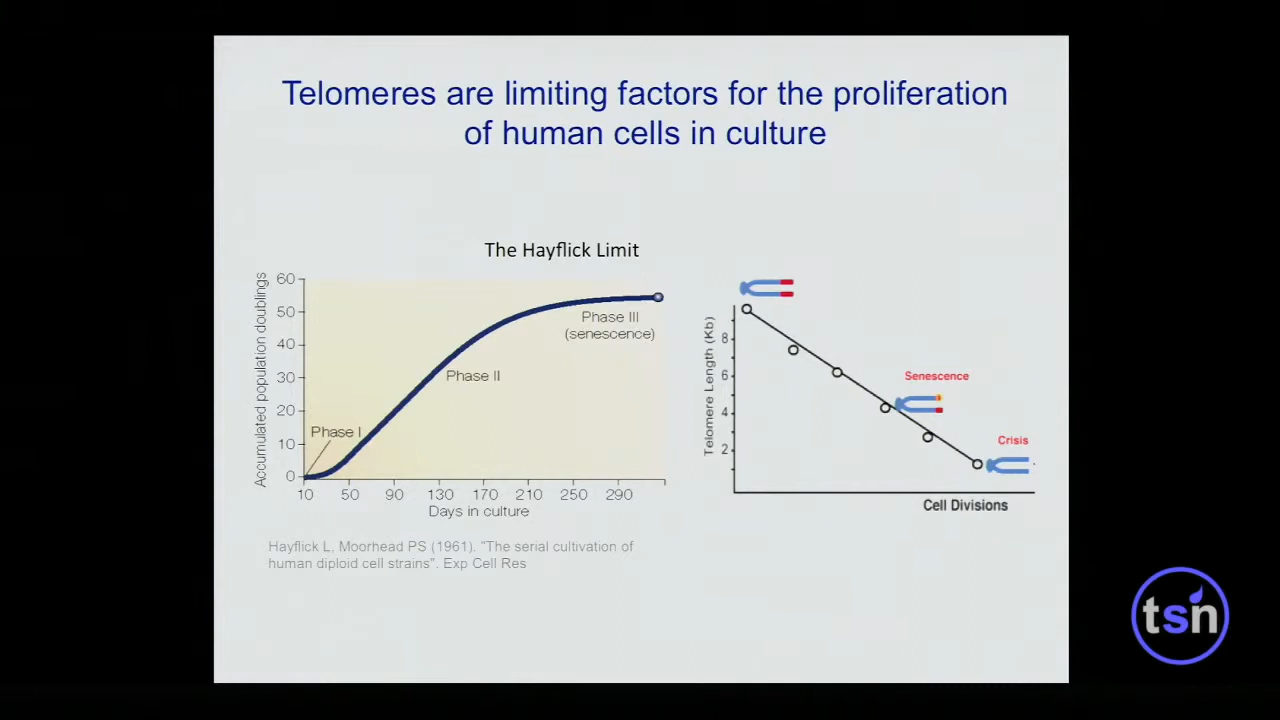 Telomeres are limiting factors for the proliferation
of human cells in culture
The Hayflick Limit
Accumulated population doublings
60
50
40
30
20
10
0
Phase I
Phase II
Phase III
(senescence)
10 50 90 130 170 210 250 290
Days in culture
Hayflick L, Moorhead PS (1961). "The serial cultivation of
human diploid cell strains". Exp Cell Res
Telomere Length (Kb)
8
6
4
2
Senescence
Crisis
Cell Divisions
tsn